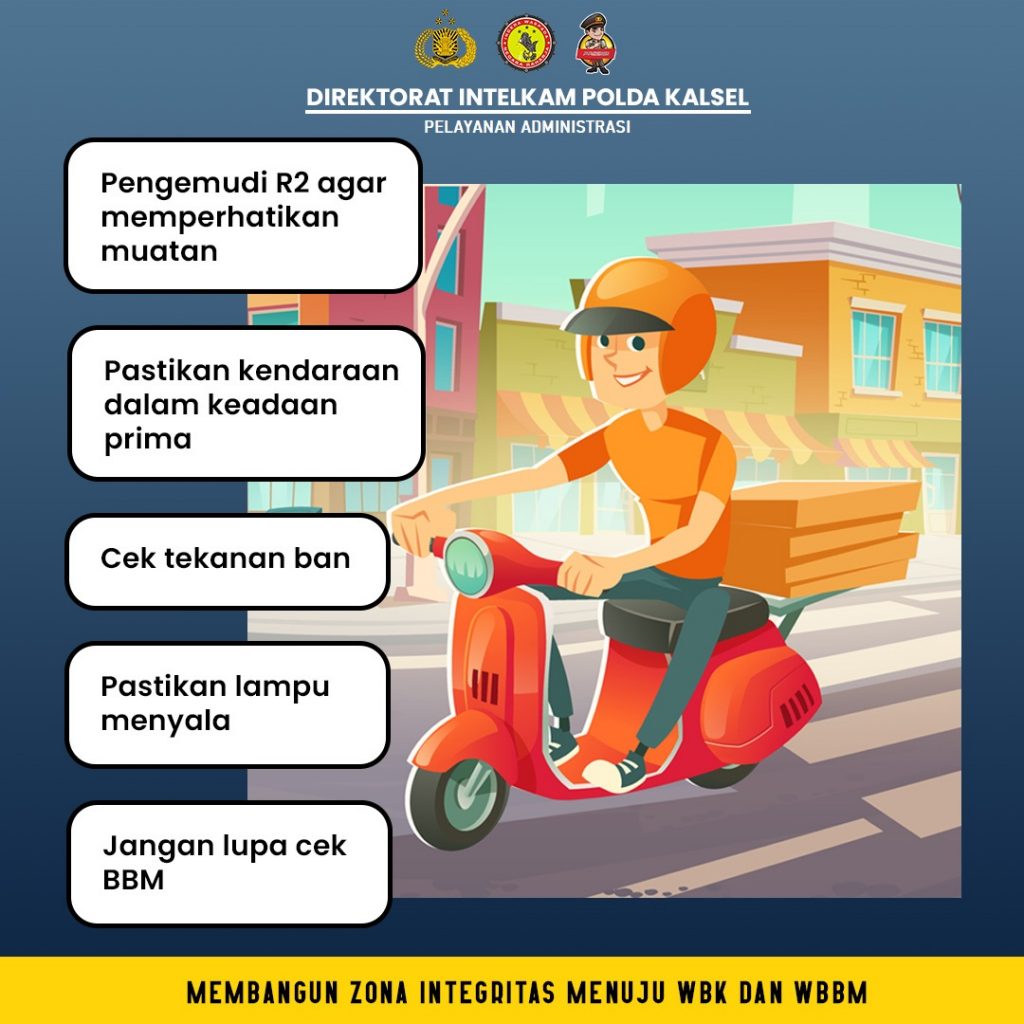 DIREKTORAT INTELKAM POLDA KALSEL
PELAYANAN ADMINISTRASI
Pengemudi R2 agar
memperhatikan
muatan
Pastikan kendaraan
dalam keadaan
prima
Cek tekanan ban
Pastikan lampu
menyala
Jangan lupa cek
BBM
MEMBANGUN ZONA INTEGRITAS MENUJU WBK DAN WBBM